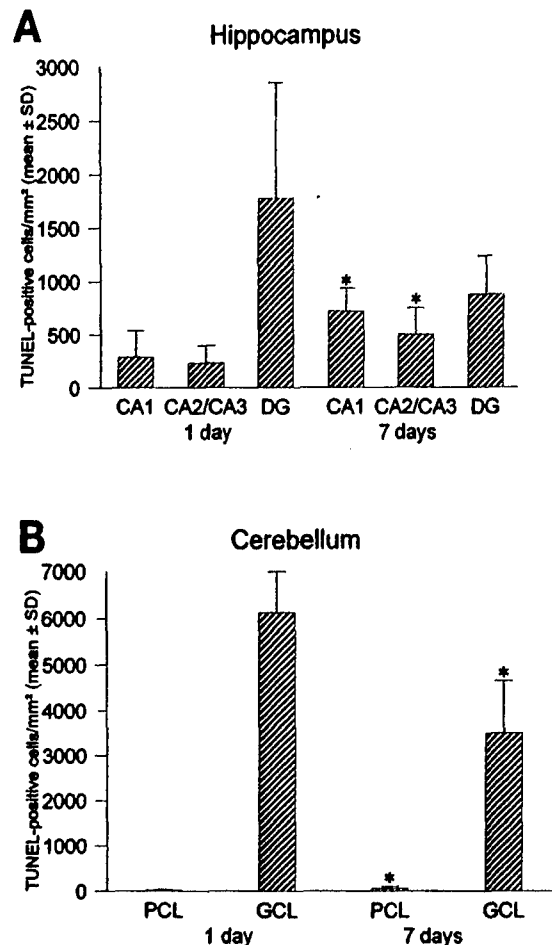 A
Hippocampus
TUNEL-positive cells/mm² (mean ± SD)
3000
2500
2000
1500
1000
500
0
*
*
CA1 CA2/CA3 DG CA1 CA2/CA3 DG
1 day 7 days
B
Cerebellum
TUNEL-positive cells/mm² (mean ± SD)
7000
6000
5000
4000
3000
2000
1000
0
*
*
PCL GCL PCL GCL
1 day 7 days